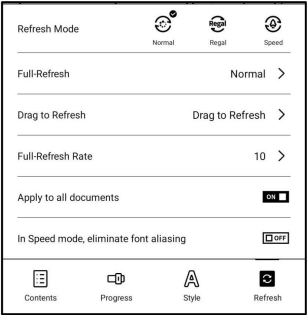 Refresh Mode
Regal
Normal Regal Speed
Full-Refresh Normal
Drag to Refresh Drag to Refresh
Full-Refresh Rate 10
Apply to all documents ON
In Speed mode, eliminate font aliasing OFF
A
Contents Progress Style Refresh